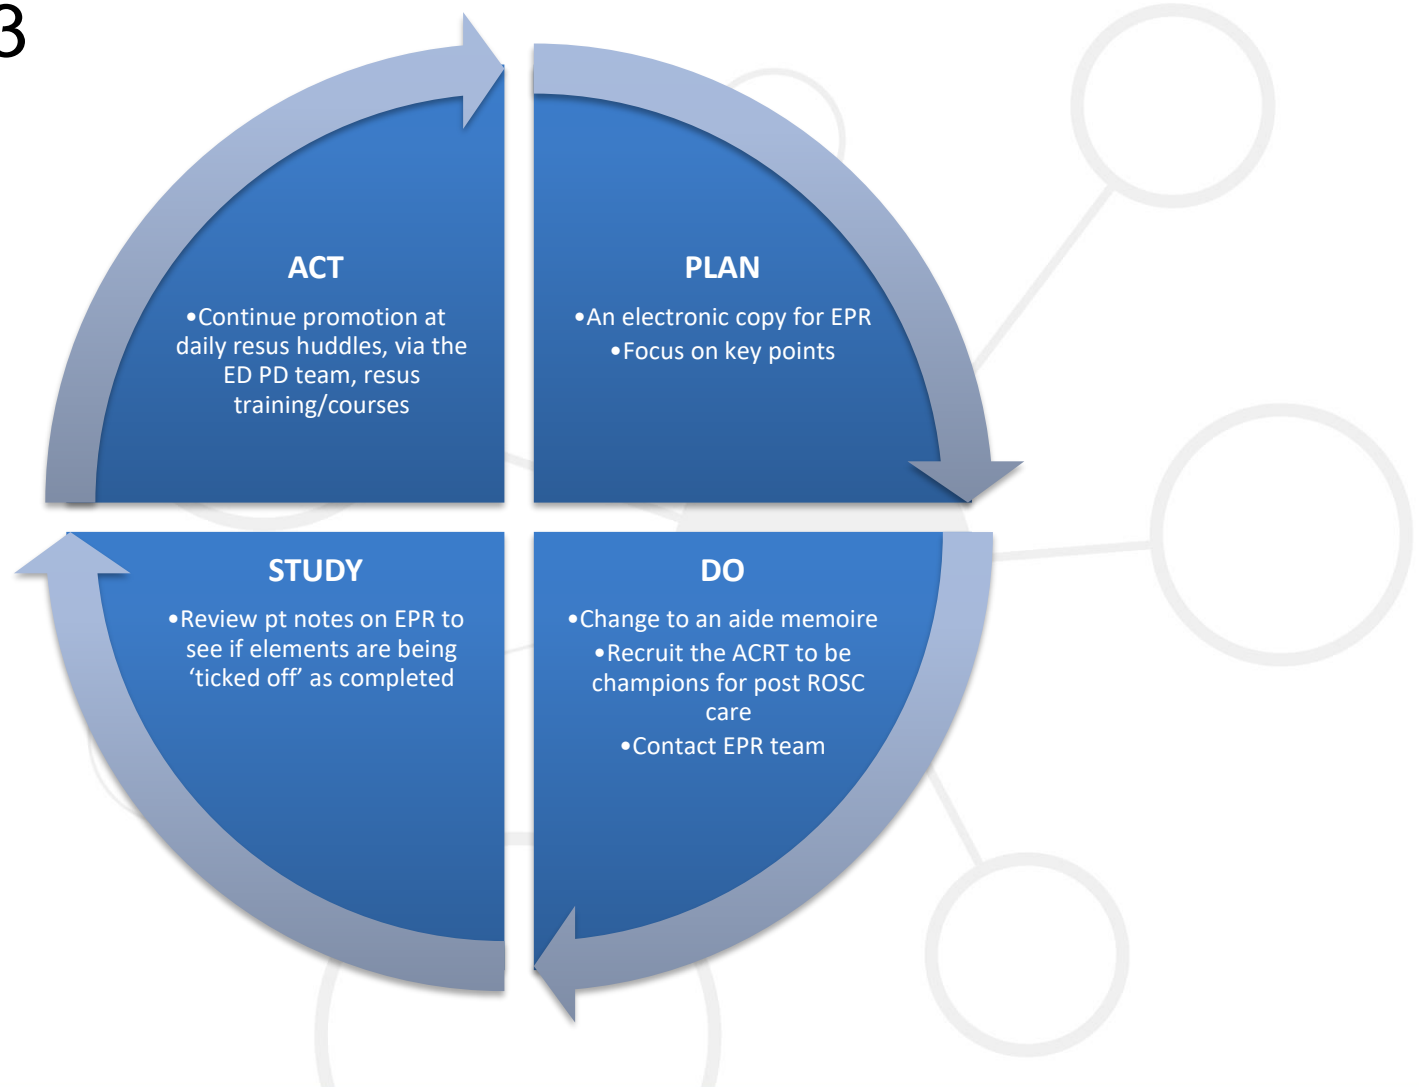 3
ACT
•Continue promotion at
daily resus huddles, via the
ED PD team, resus
training/courses
PLAN
•An electronic copy for EPR
•Focus on key points
STUDY
•Review pt notes on EPR to
see if elements are being
‘ticked off’ as completed
DO
•Change to an aide memoire
•Recruit the ACRT to be
champions for post ROSC
care
•Contact EPR team